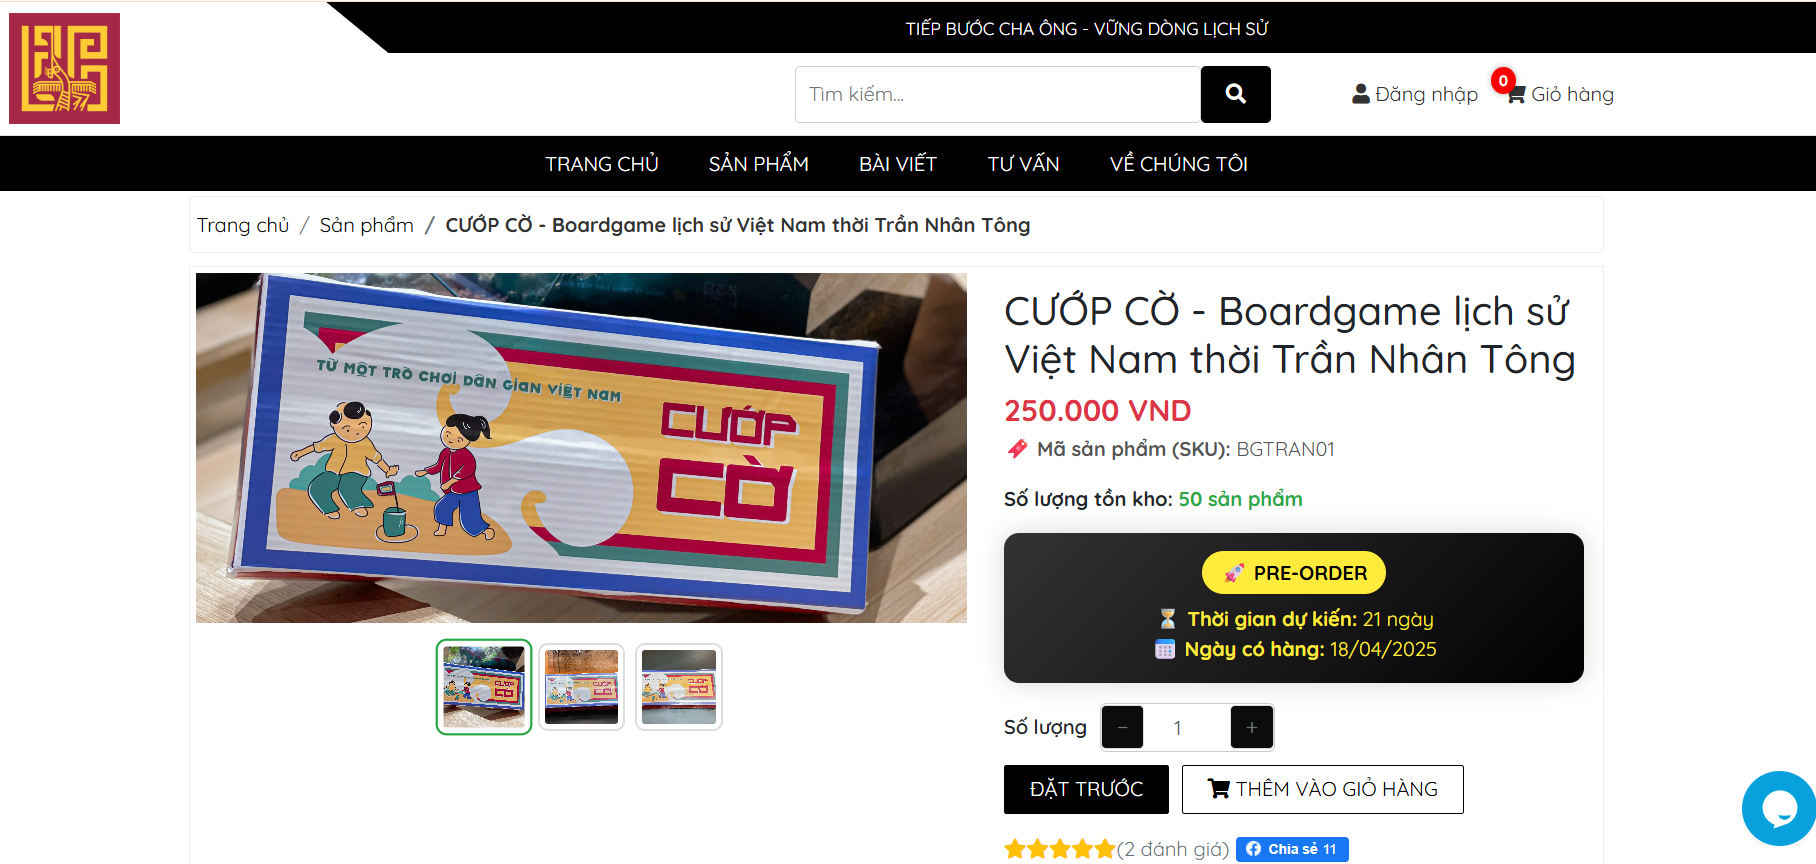 TIẾP BƯỚC CHA ÔNG - VỮNG DÒNG LỊCH SỬ
Tìm kiếm...
Đăng nhập
0
Giỏ hàng
TRANG CHỦ
SẢN PHẨM
BÀI VIẾT
TƯ VẤN
VỀ CHÚNG TÔI
Trang chủ / Sản phẩm / CƯỚP CỜ - Boardgame lịch sử Việt Nam thời Trần Nhân Tông
TỪ MỘT TRÒ CHƠI DÂN GIAN VIỆT NAM
CƯỚP
CỜ
CƯỚP CỜ - Boardgame lịch sử
Việt Nam thời Trần Nhân Tông
250.000 VND
Mã sản phẩm (SKU): BGTRAN01
Số lượng tồn kho: 50 sản phẩm
PRE-ORDER
Thời gian dự kiến: 21 ngày
Ngày có hàng: 18/04/2025
Số lượng
− 1 +
ĐẶT TRƯỚC
THÊM VÀO GIỎ HÀNG
(2 đánh giá)
Chia sẻ 11